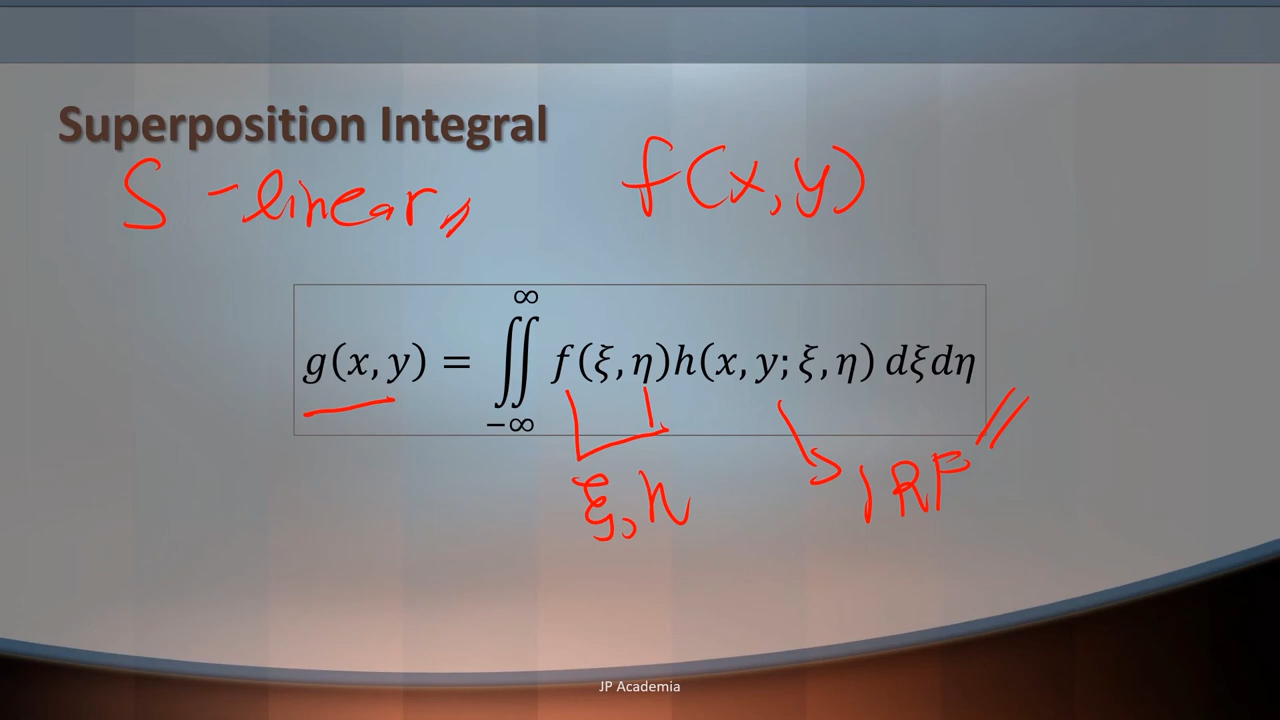 Superposition Integral
S - linear,, f(x, y)
g(x, y) = ∬_{-∞}^{∞} f(ξ, η)h(x, y; ξ, η) dξdη
ξ, η IRF //
JP Academia